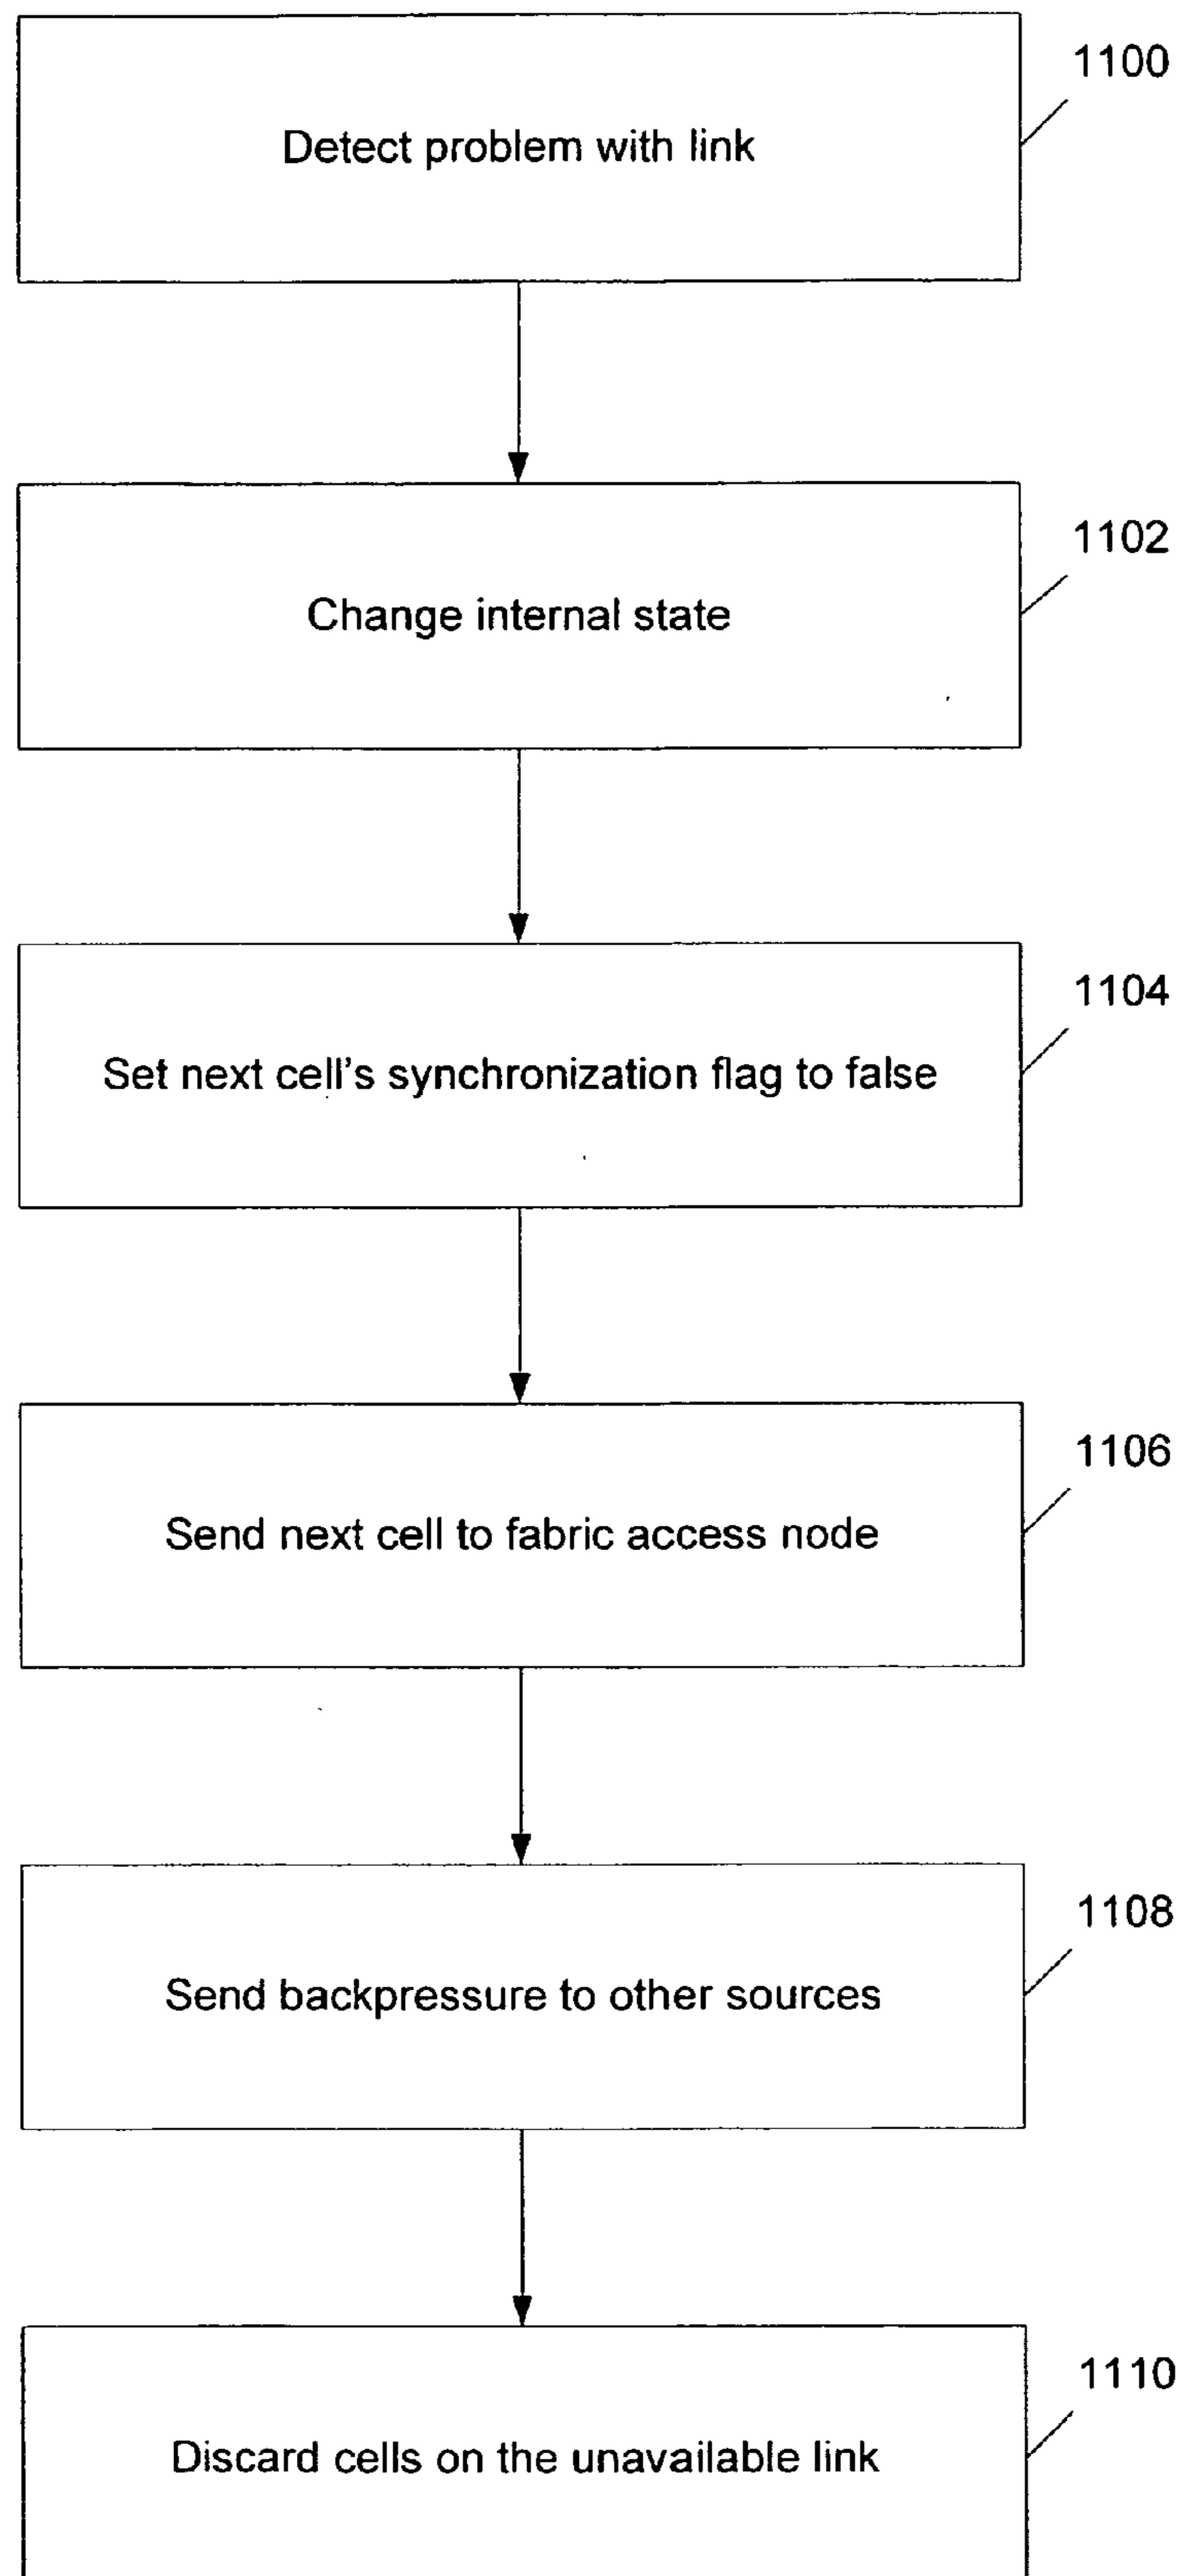 1100
Detect problem with link
1102
Change internal state
1104
Set next cell's synchronization flag to false
1106
Send next cell to fabric access node
1108
Send backpressure to other sources
1110
Discard cells on the unavailable link